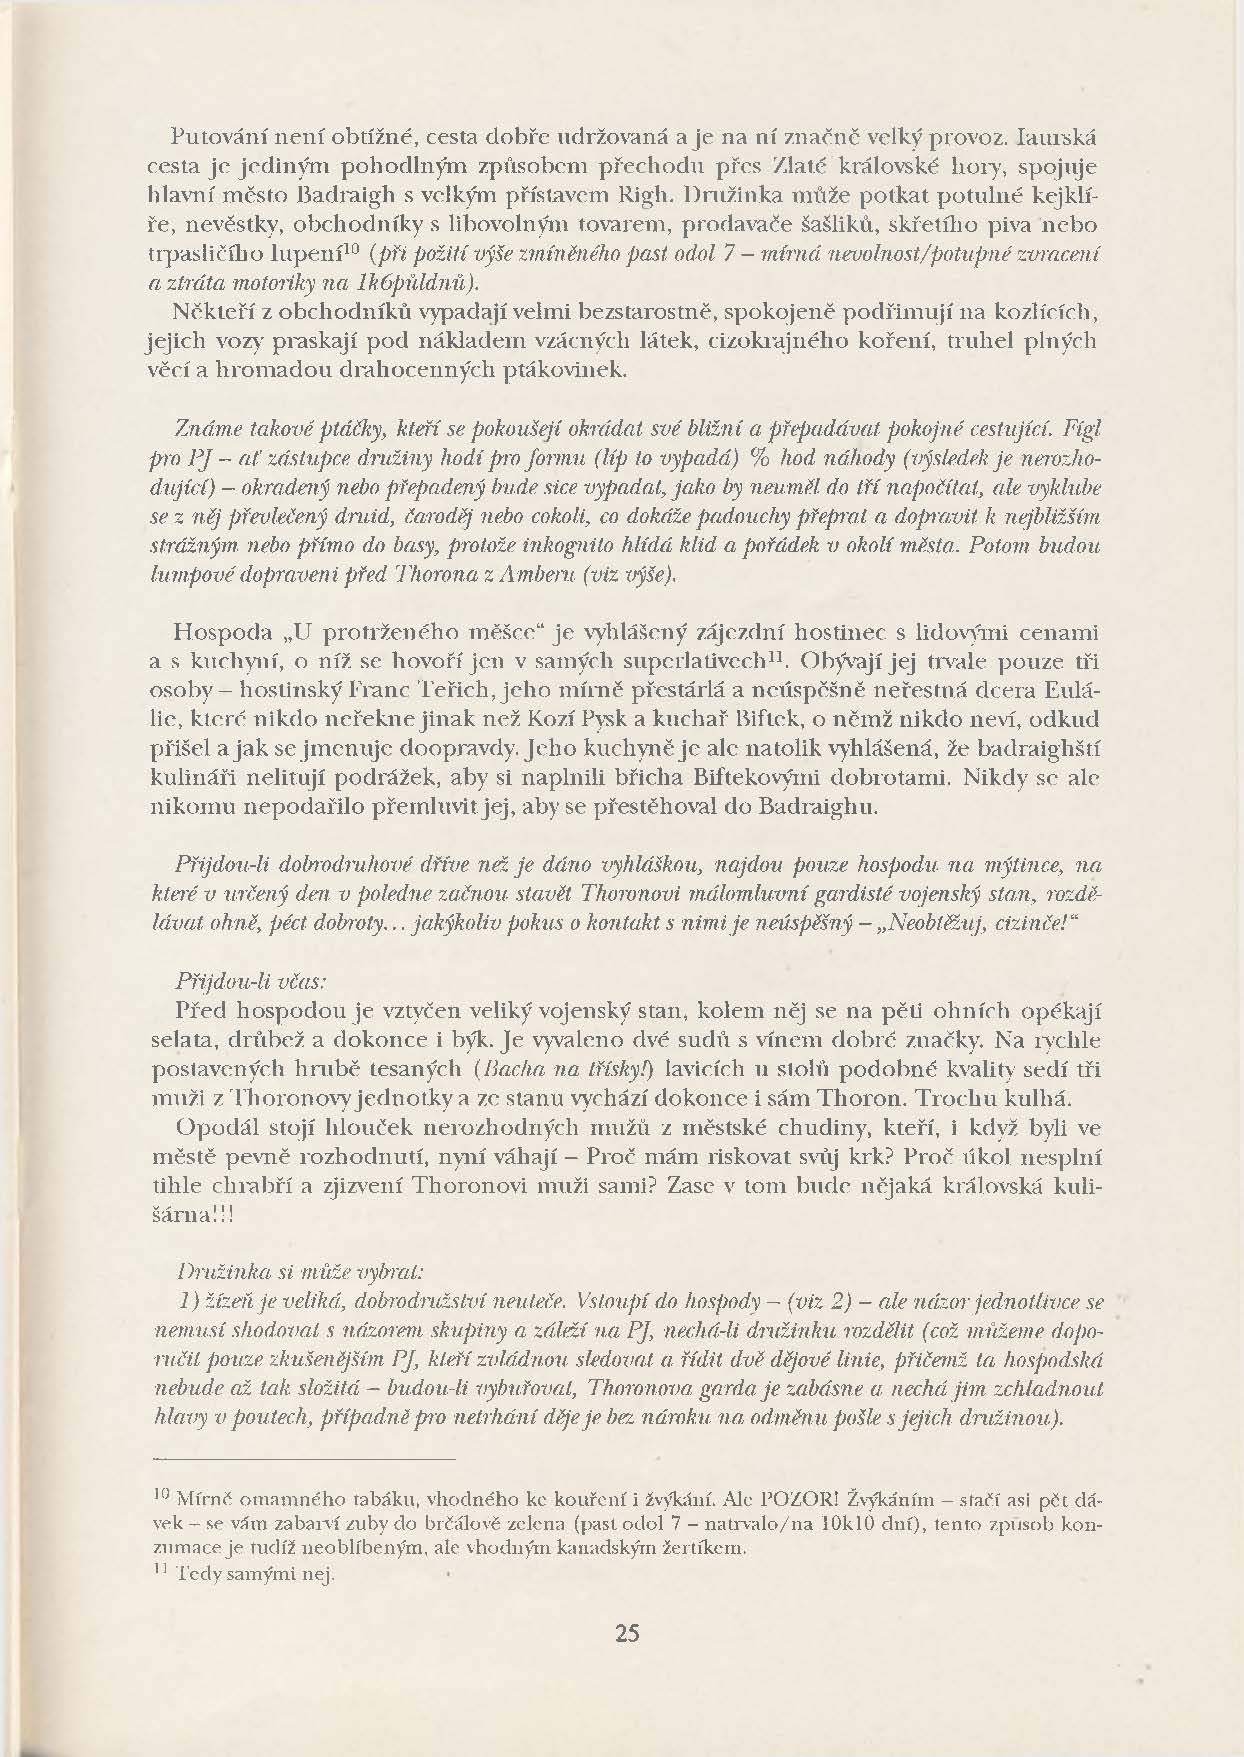 Putování není obtížné, cesta dobře udržovaná a je na ní značně velký provoz. Iaurská
cesta je jediným pohodlným způsobem přechodu přes Zlaté královské hory, spojuje
hlavní město Badraigh s velkým přístavem Righ. Družinka může potkat potulné kejklí-
ře, nevěstky, obchodníky s libovolným tovarem, prodavače šašliků, skřetího piva nebo
trpasličího lupení¹⁰ (při požití výše zmíněného past odol 7 – mírná nevolnost/potupné zvracení
a ztráta motoriky na 1k6půldnů).
Někteří z obchodníků vypadají velmi bezstarostně, spokojeně podřimují na kozlících,
jejich vozy praskají pod nákladem vzácných látek, cizokrajného koření, truhel plných
věcí a hromadou drahocenných ptákovinek.
Známe takové ptáčky, kteří se pokoušejí okrádat své bližní a přepadávat pokojné cestující. Fígl
pro PJ – ať zástupce družiny hodí pro formu (líp to vypadá) % hod náhody (výsledek je nerozho-
dující) – okradený nebo přepadený bude sice vypadat, jako by neuměl do tří napočítat, ale vyklube
se z něj převlečený druid, čaroděj nebo cokoli, co dokáže padouchy přeprat a dopravit k nejbližším
strážným nebo přímo do basy, protože inkognito hlídá klid a pořádek v okolí města. Potom budou
lumpové dopraveni před Thorona z Amberu (viz výše).
Hospoda „U protrženého měšce“ je vyhlášený zájezdní hostinec s lidovými cenami
a s kuchyní, o níž se hovoří jen v samých superlativech¹¹. Obývají jej trvale pouze tři
osoby – hostinský Franc Teřich, jeho mírně přestárlá a neúspěšně neřestná dcera Eulá-
lie, které nikdo neřekne jinak než Kozí Pysk a kuchař Biftek, o němž nikdo neví, odkud
přišel a jak se jmenuje doopravdy. Jeho kuchyně je ale natolik vyhlášená, že badraighští
kulináři nelitují podrážek, aby si naplnili břicha Biftekovými dobrotami. Nikdy se ale
nikomu nepodařilo přemluvit jej, aby se přestěhoval do Badraighu.
Přijdou-li dobrodruhové dříve než je dáno vyhláškou, najdou pouze hospodu na mýtince, na
které v určený den v poledne začnou stavět Thoronovi málomluvní gardisté vojenský stan, rozdě-
lávat ohně, péct dobroty... jakýkoliv pokus o kontakt s nimi je neúspěšný – „Neobtěžuj, cizinče!“
Přijdou-li včas:
Před hospodou je vztyčen veliký vojenský stan, kolem něj se na pěti ohních opékají
selata, drůbež a dokonce i býk. Je vyvaleno dvé sudů s vínem dobré značky. Na rychle
postavených hrubě tesaných (Bacha na třísky!) lavicích u stolů podobné kvality sedí tři
muži z Thoronovy jednotky a ze stanu vychází dokonce i sám Thoron. Trochu kulhá.
Opodál stojí hlouček nerozhodných mužů z městské chudiny, kteří, i když byli ve
městě pevně rozhodnutí, nyní váhají – Proč mám riskovat svůj krk? Proč úkol nesplní
tihle chrabří a zjizvení Thoronovi muži sami? Zase v tom bude nějaká královská kuli-
šárna!!!
Družinka si může vybrat:
1) žízeň je veliká, dobrodružství neuteče. Vstoupí do hospody – (viz 2) – ale názor jednotlivce se
nemusí shodovat s názorem skupiny a záleží na PJ, nechá-li družinku rozdělit (což můžeme dopo-
ručit pouze zkušenějším PJ, kteří zvládnou sledovat a řídit dvě dějové linie, přičemž ta hospodská
nebude až tak složitá – budou-li vybuřovat, Thoronova garda je zabásne a nechá jim zchladnout
hlavy v poutech, případně pro netrhání děje je bez nároku na odměnu pošle s jejich družinou).
¹⁰ Mírně omamného tabáku, vhodného ke kouření i žvýkání. Ale POZOR! Žvýkáním – stačí asi pět dá-
vek – se vám zabarví zuby do brčálově zelena (past odol 7 – natrvalo/na 10k10 dní), tento způsob kon-
zumace je tudíž neoblíbeným, ale vhodným kanadským žertíkem.
¹¹ Tedy samými nej.
25